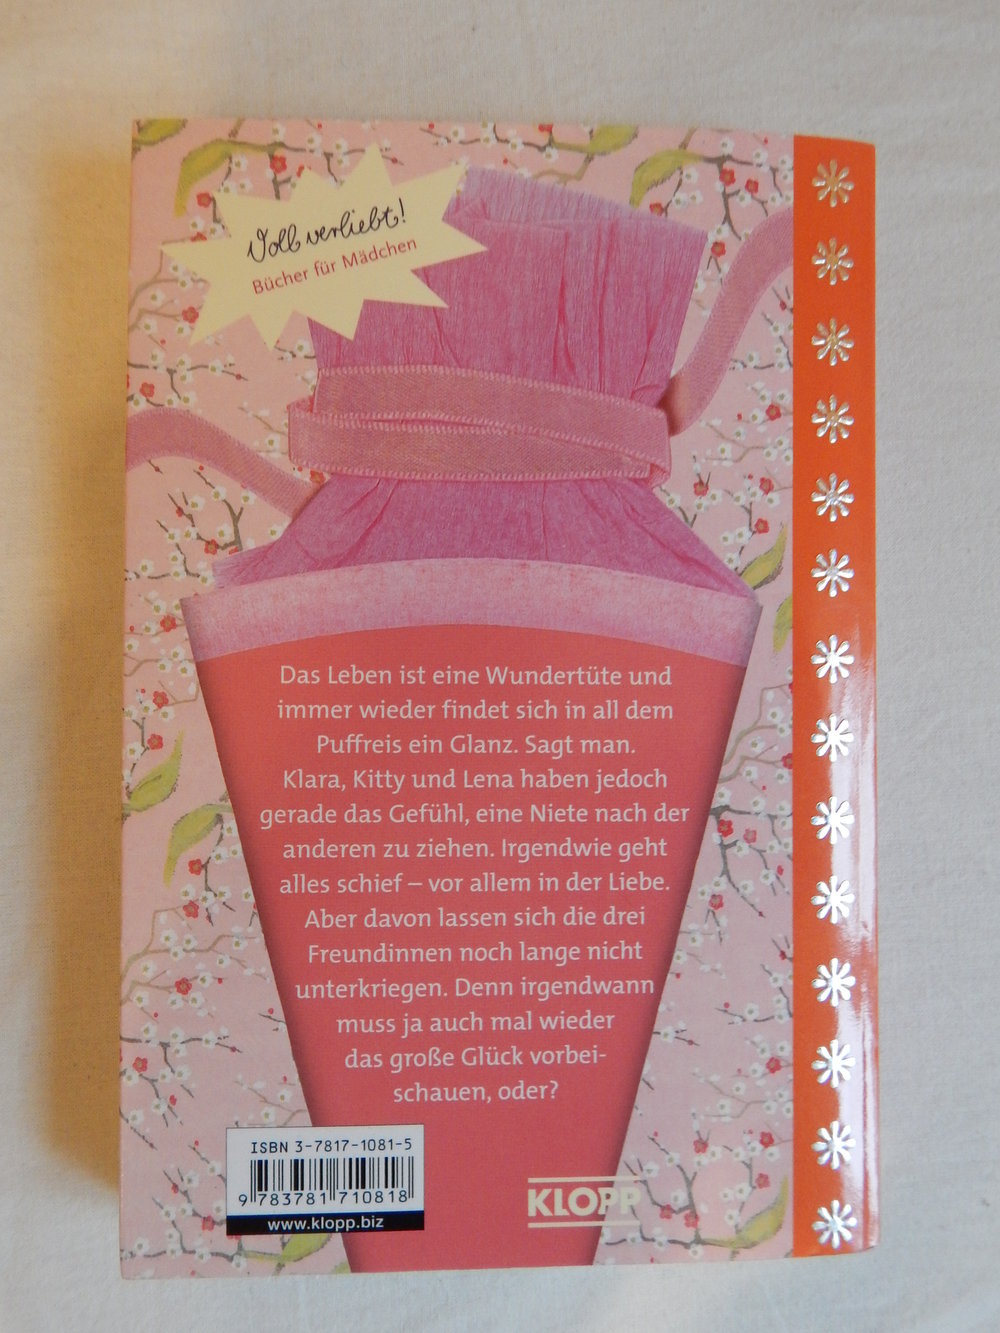 Voll verliebt!
Bücher für Mädchen
Das Leben ist eine Wundertüte und
immer wieder findet sich in all dem
Puffreis ein Glanz. Sagt man.
Klara, Kitty und Lena haben jedoch
gerade das Gefühl, eine Niete nach der
anderen zu ziehen. Irgendwie geht
alles schief – vor allem in der Liebe.
Aber davon lassen sich die drei
Freundinnen noch lange nicht
unterkriegen. Denn irgendwann
muss ja auch mal wieder
das große Glück vorbei-
schauen, oder?
ISBN 3-7817-1081-5
9 783781 710818
www.klopp.biz
KLOPP